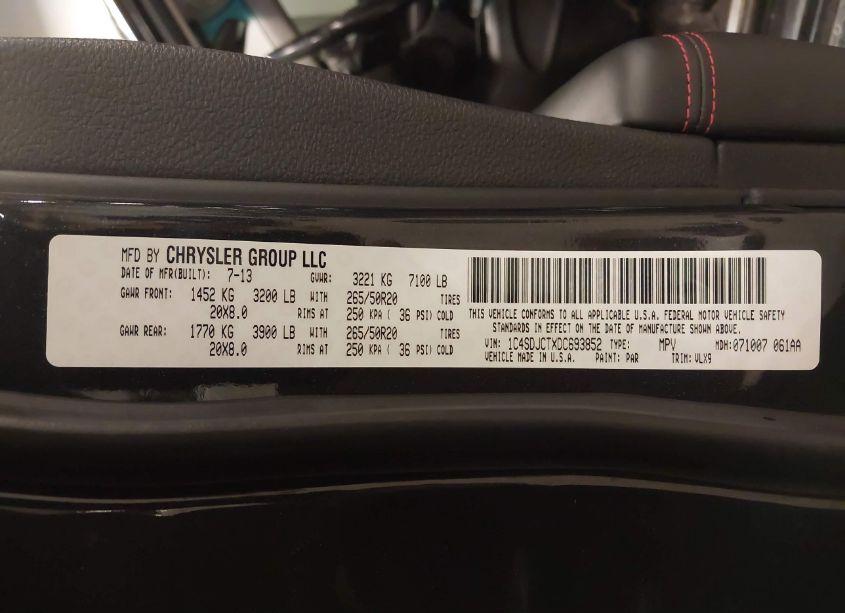 MFD BY CHRYSLER GROUP LLC
DATE OF MFR(BUILT): 7-13 GVWR: 3221 KG 7100 LB
GAWR FRONT: 1452 KG 3200 LB WITH 265/50R20 TIRES
20X8.0 RIMS AT 250 KPA ( 36 PSI) COLD
GAWR REAR: 1770 KG 3900 LB WITH 265/50R20 TIRES
20X8.0 RIMS AT 250 KPA ( 36 PSI) COLD
THIS VEHICLE CONFORMS TO ALL APPLICABLE U.S.A. FEDERAL MOTOR VEHICLE SAFETY
STANDARDS IN EFFECT ON THE DATE OF MANUFACTURE SHOWN ABOVE.
VIN: 1C4SDJCTXDC693852 TYPE: MPV MDH: 071007 061AA
VEHICLE MADE IN U.S.A. PAINT: PAR TRIM: VLX9